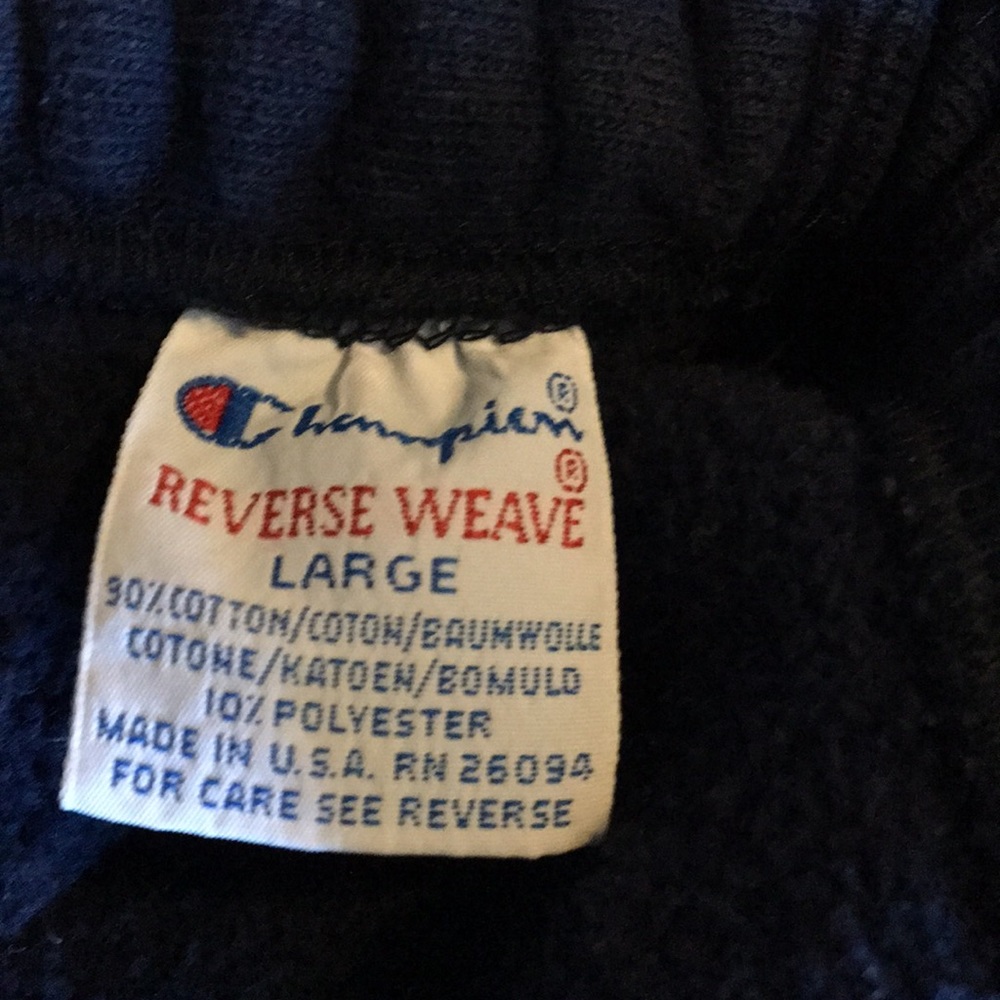 Champion®
REVERSE WEAVE®
LARGE
90% COTTON/COTON/BAUMWOLLE
COTONE/KATOEN/BOMULD
10% POLYESTER
MADE IN U.S.A. RN 26094
FOR CARE SEE REVERSE